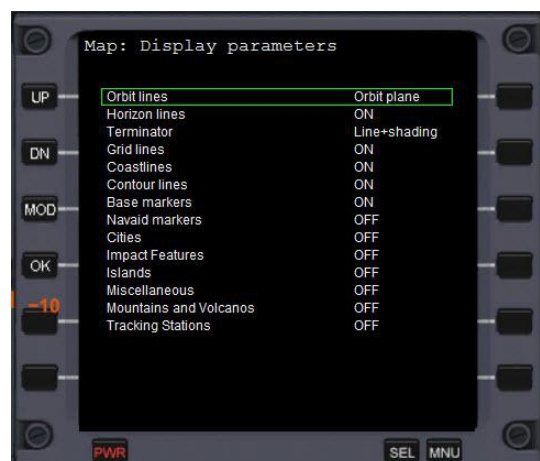 Map: Display parameters
UP
DN
MOD
OK
-10
Orbit lines Orbit plane
Horizon lines ON
Terminator Line+shading
Grid lines ON
Coastlines ON
Contour lines ON
Base markers ON
Navaid markers OFF
Cities OFF
Impact Features OFF
Islands OFF
Miscellaneous OFF
Mountains and Volcanos OFF
Tracking Stations OFF
PWR
SEL MNU